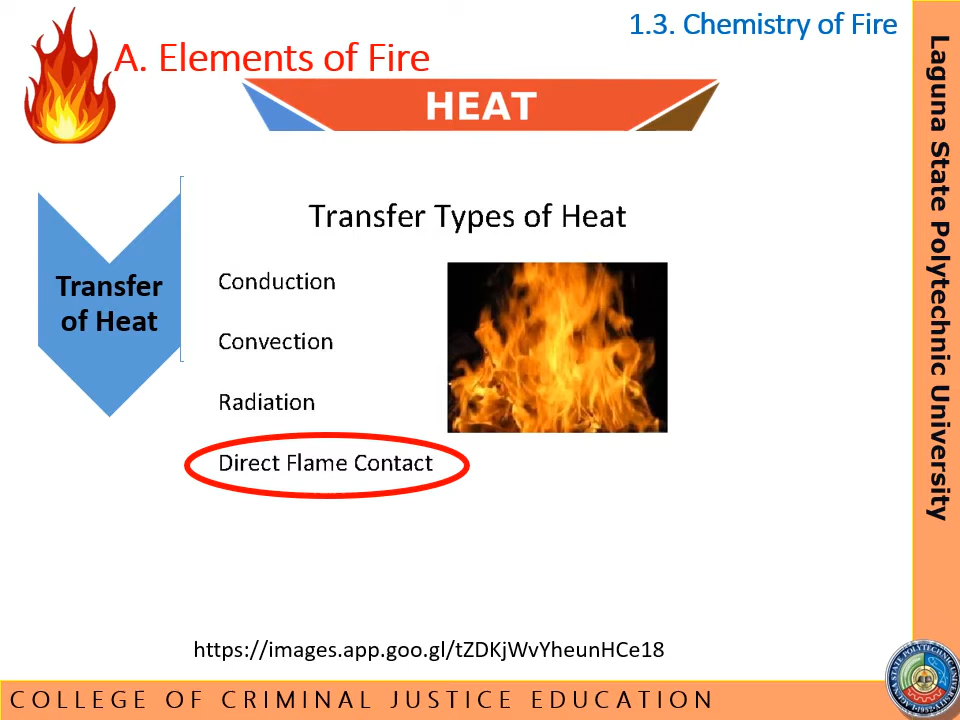 1.3. Chemistry of Fire
A. Elements of Fire
HEAT
Transfer
of Heat
Transfer Types of Heat
Conduction
Convection
Radiation
Direct Flame Contact
https://images.app.goo.gl/tZDKjWvYheunHCe18
COLLEGE OF CRIMINAL JUSTICE EDUCATION
Laguna State Polytechnic University